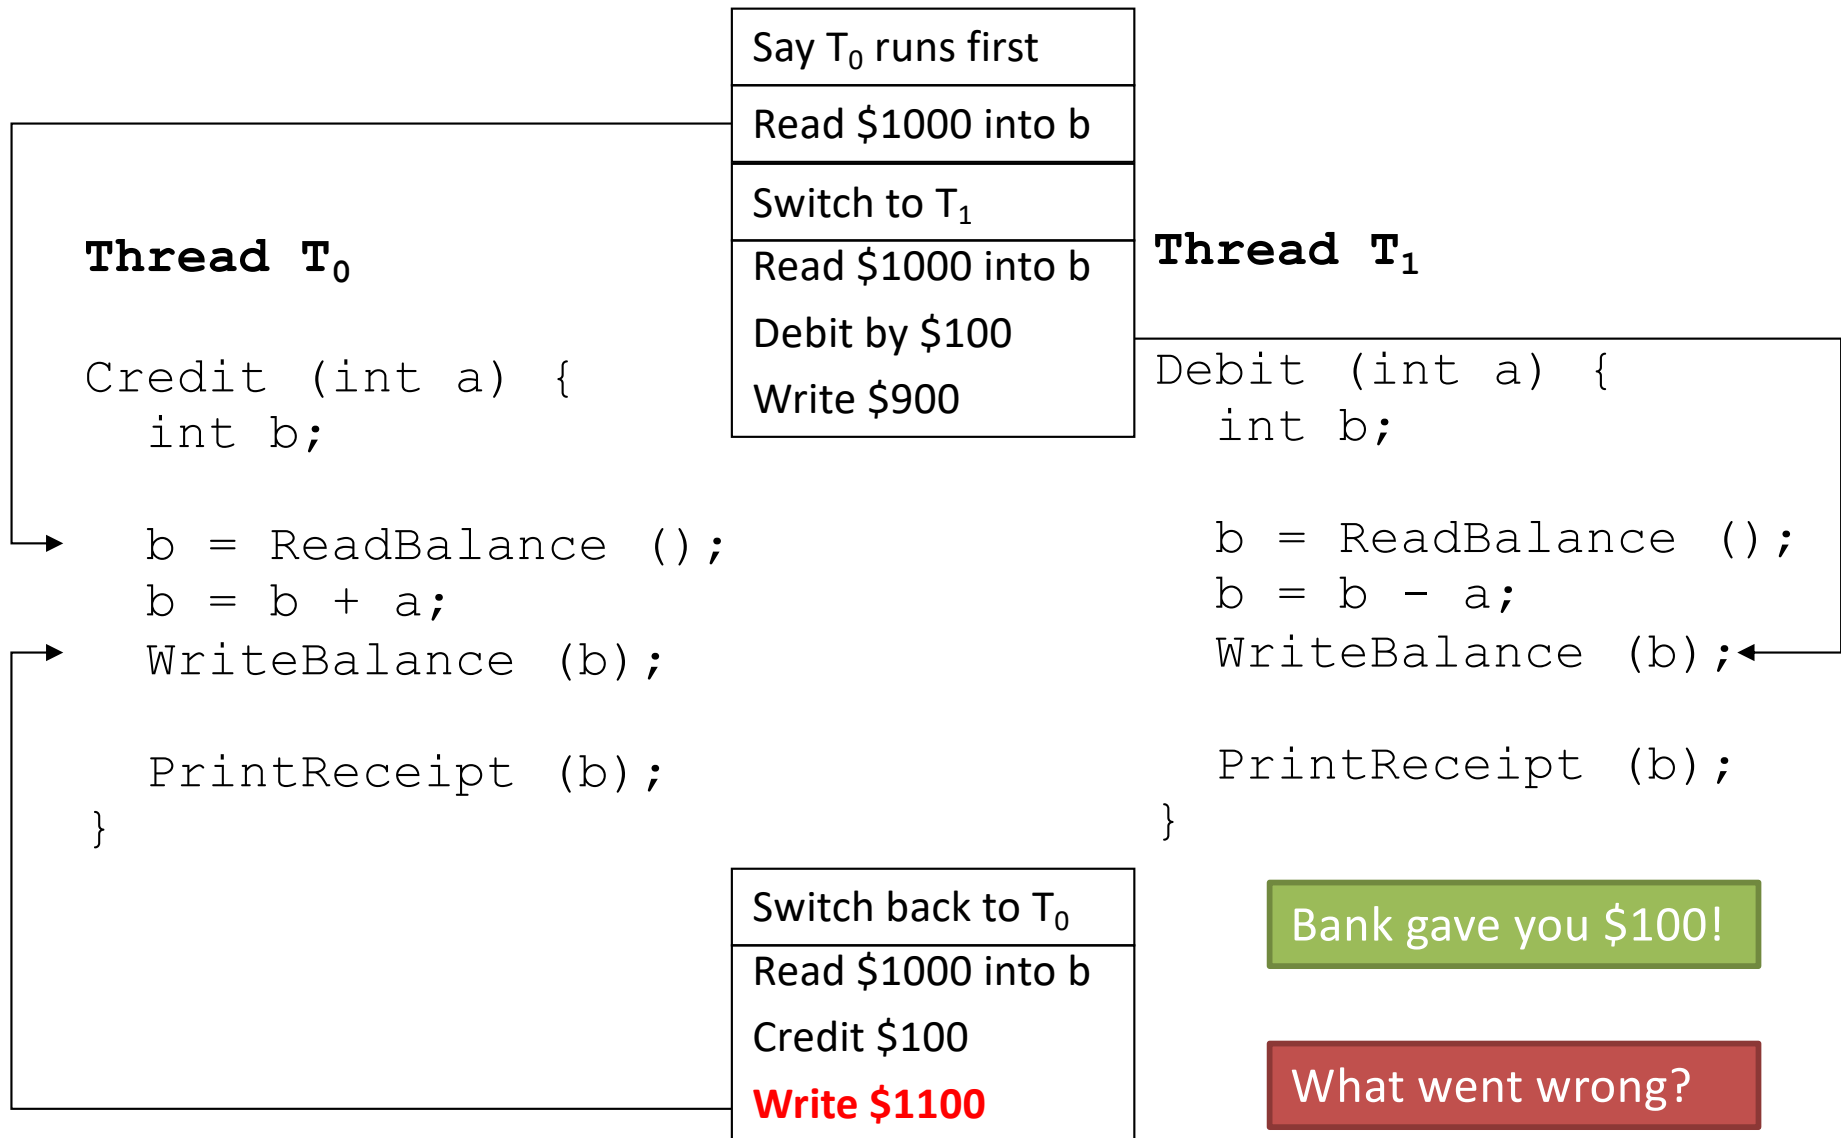 Say T₀ runs first
Read $1000 into b
Switch to T₁
Read $1000 into b
Debit by $100
Write $900
Thread T₀
Credit (int a) {
int b;
b = ReadBalance ();
b = b + a;
WriteBalance (b);
PrintReceipt (b);
}
Thread T₁
Debit (int a) {
int b;
b = ReadBalance ();
b = b - a;
WriteBalance (b);
PrintReceipt (b);
}
Switch back to T₀
Read $1000 into b
Credit $100
Write $1100
Bank gave you $100!
What went wrong?